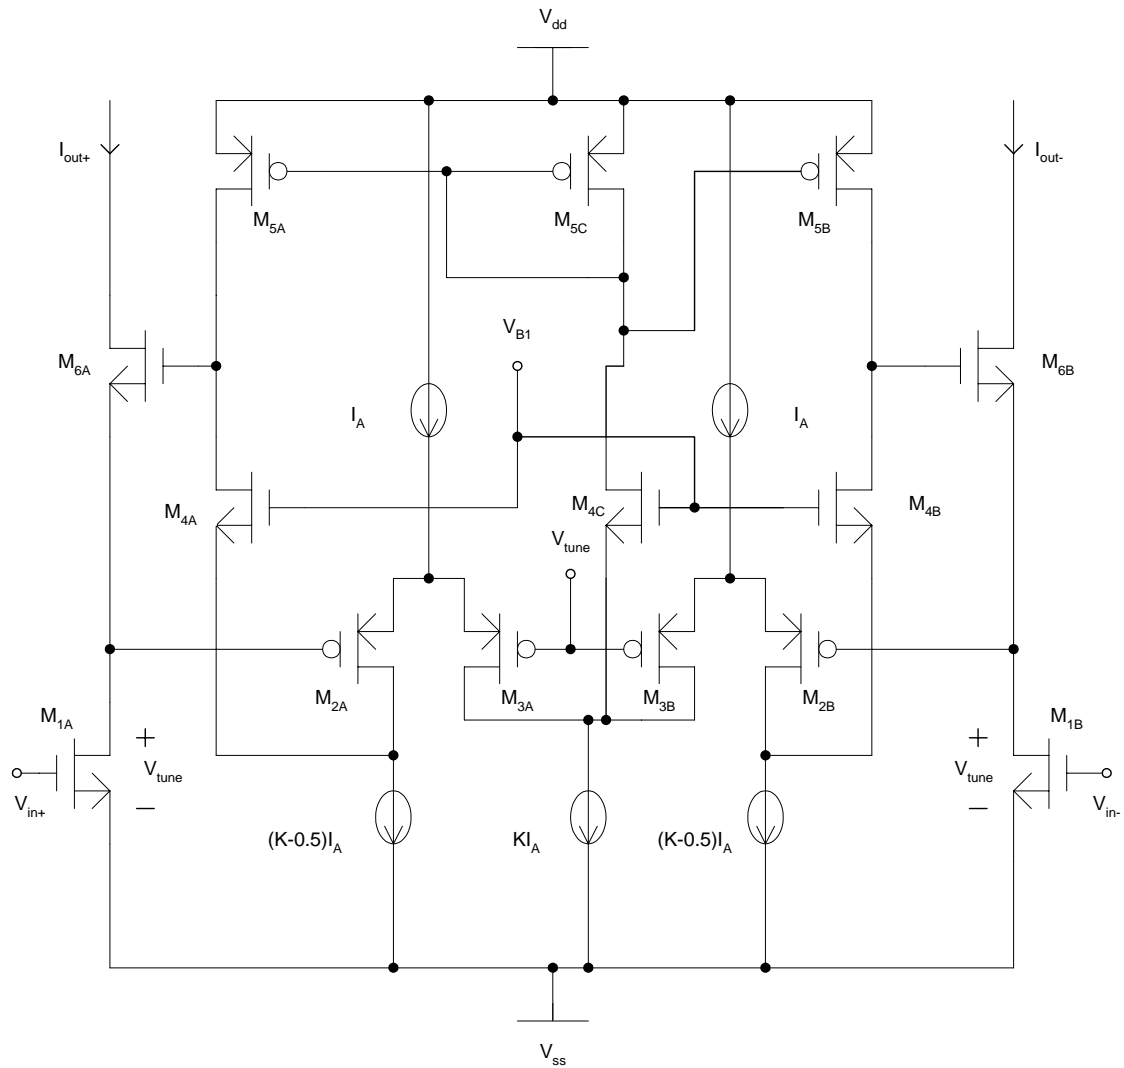 V_dd
I_out+
I_out-
M_5A
M_5C
M_5B
V_B1
M_6A
M_6B
I_A
I_A
M_4A
M_4C
M_4B
V_tune
M_2A
M_3A
M_3B
M_2B
M_1A
M_1B
+
V_tune
–
+
V_tune
–
V_in+
V_in-
(K-0.5)I_A
KI_A
(K-0.5)I_A
V_ss